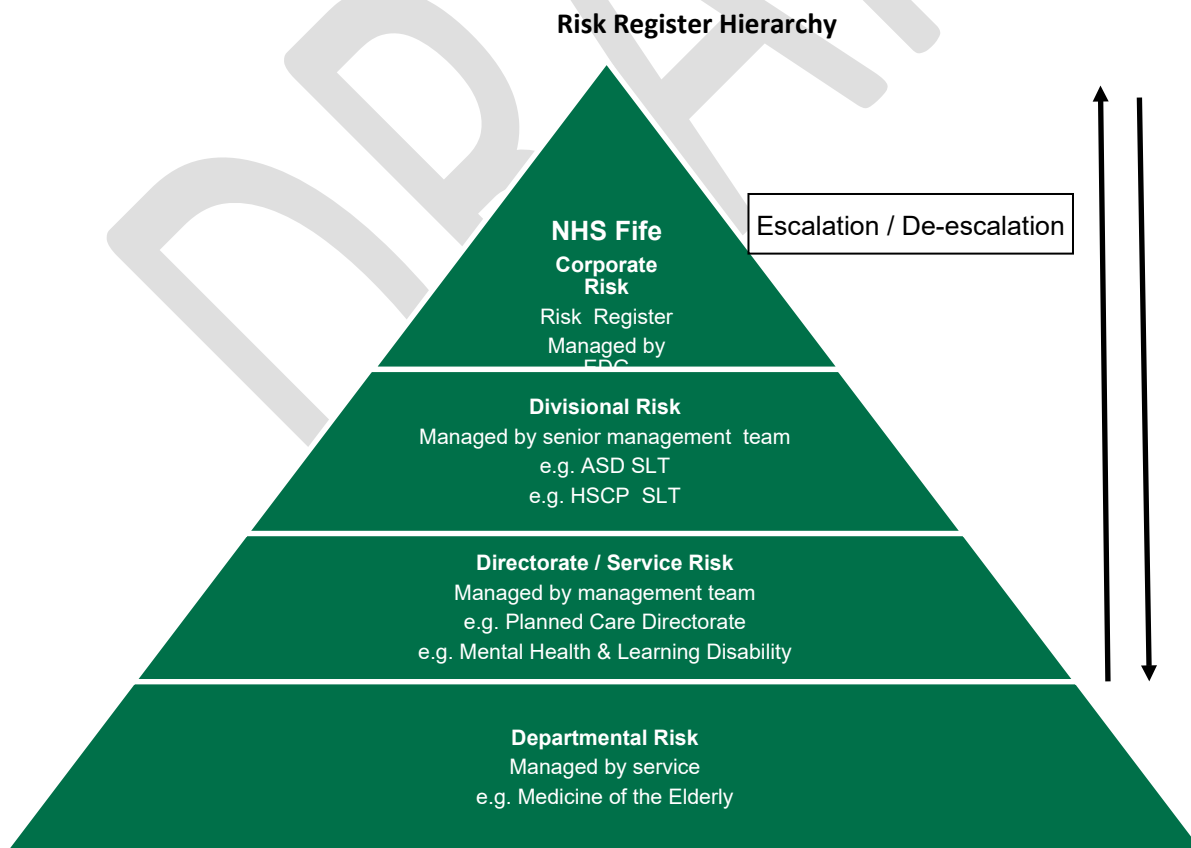 Risk Register Hierarchy
NHS Fife
Corporate
Risk
Risk Register
Managed by
EDG
Escalation / De-escalation
Divisional Risk
Managed by senior management team
e.g. ASD SLT
e.g. HSCP SLT
Directorate / Service Risk
Managed by management team
e.g. Planned Care Directorate
e.g. Mental Health & Learning Disability
Departmental Risk
Managed by service
e.g. Medicine of the Elderly